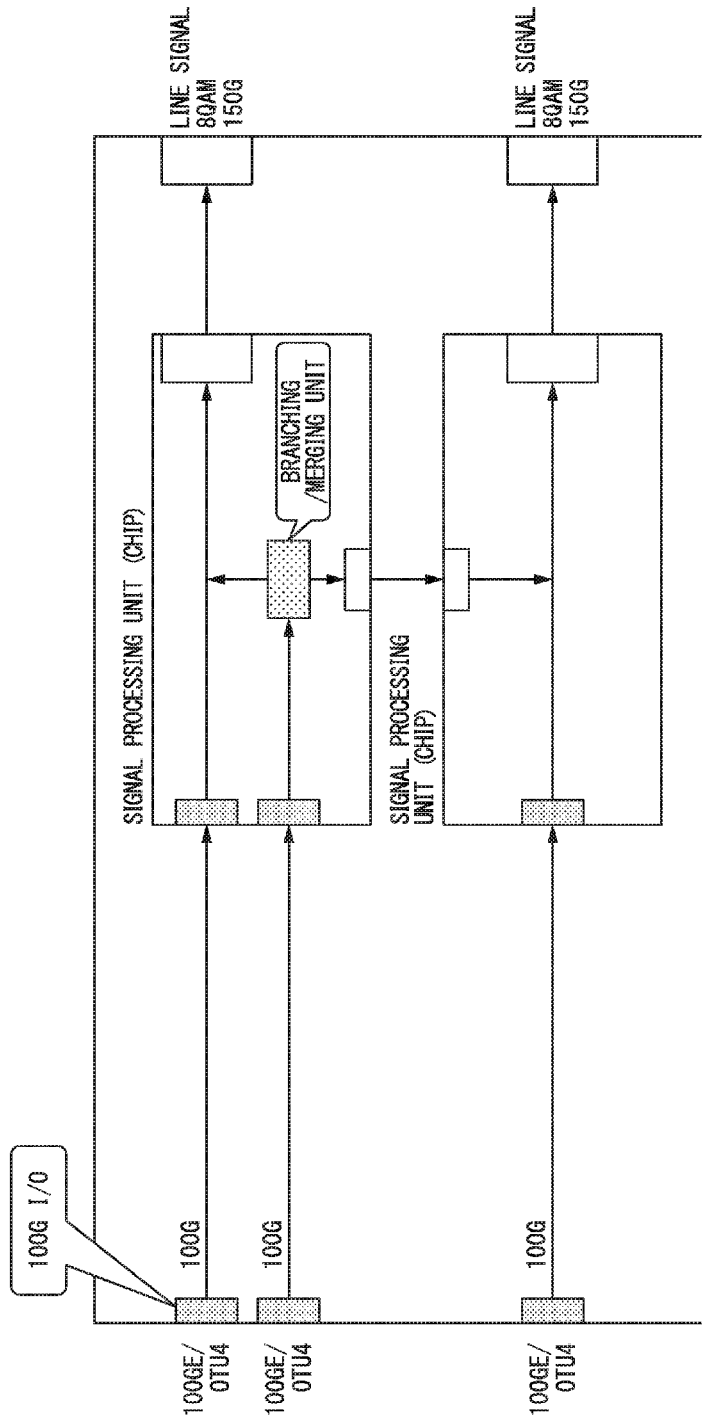 100G I/O
100GE/
OTU4
100G
100GE/
OTU4
100G
SIGNAL PROCESSING UNIT (CHIP)
BRANCHING
/MERGING UNIT
LINE SIGNAL
8QAM
150G
100GE/
OTU4
100G
SIGNAL PROCESSING
UNIT (CHIP)
LINE SIGNAL
8QAM
150G